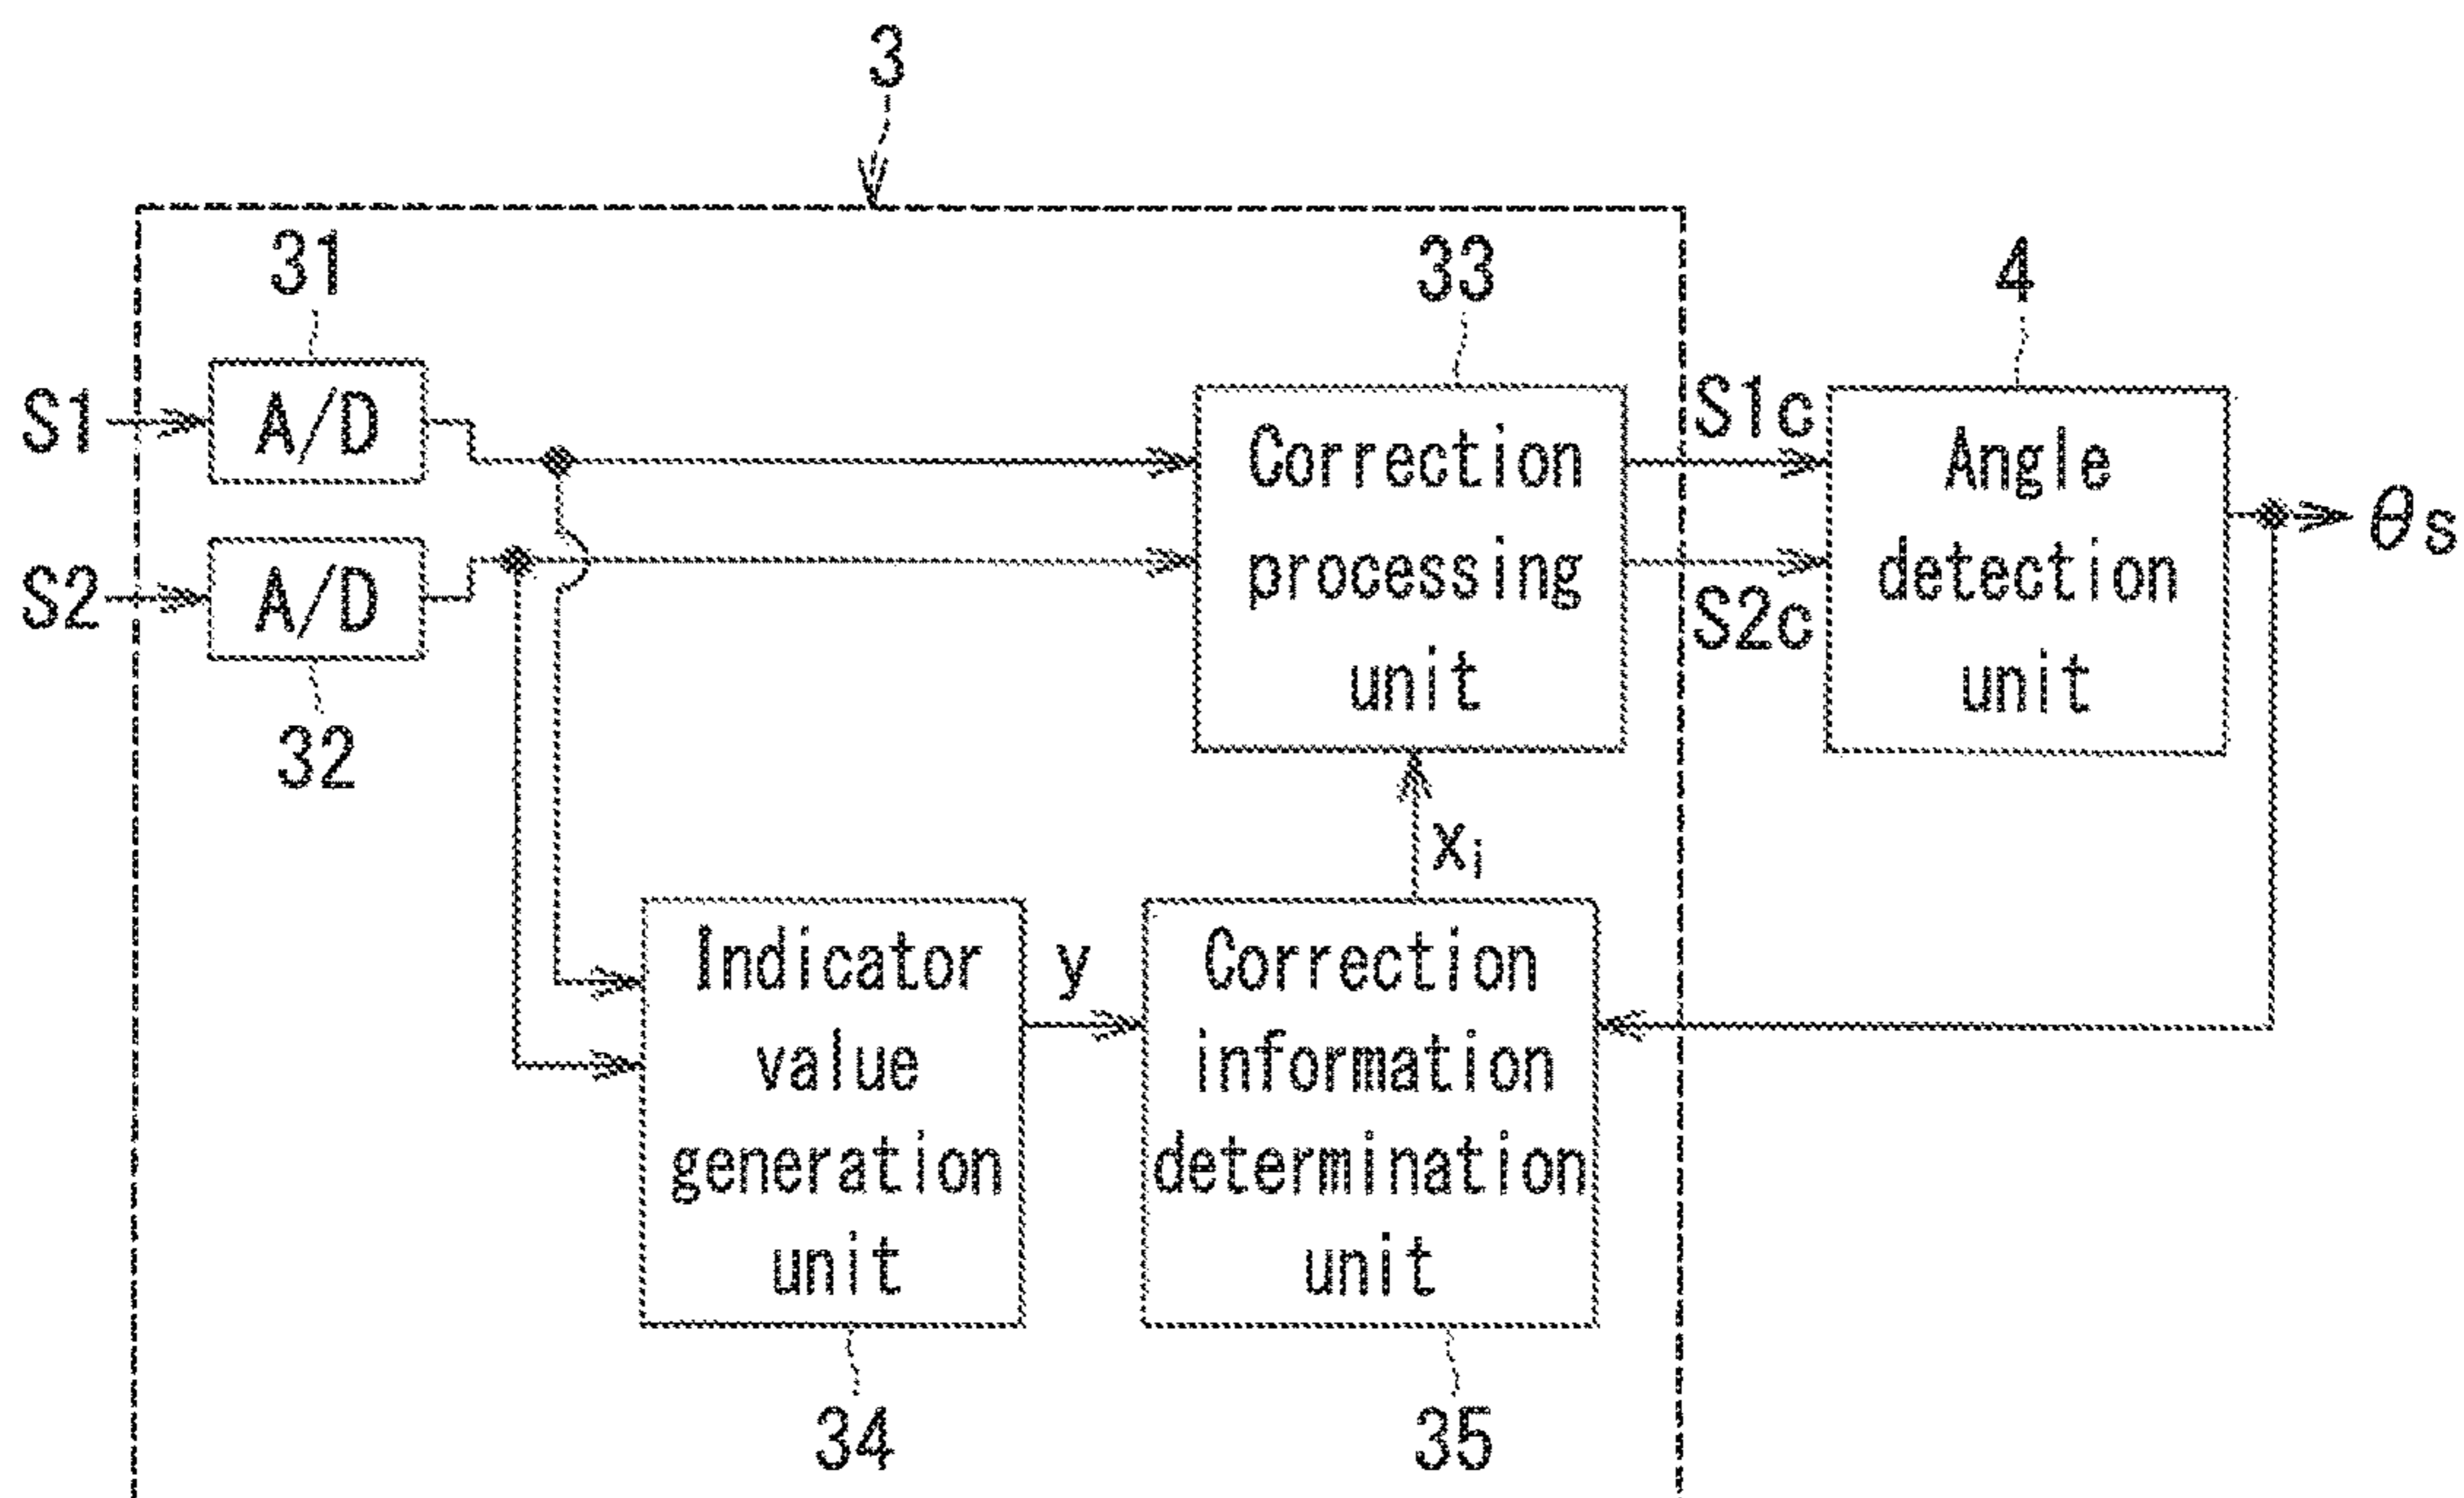 3
31
33
4
S1
A/D
S1c
Correction
processing
unit
Angle
detection
unit
θs
S2
A/D
S2c
32
xi
Indicator
value
generation
unit
y
Correction
information
determination
unit
34
35